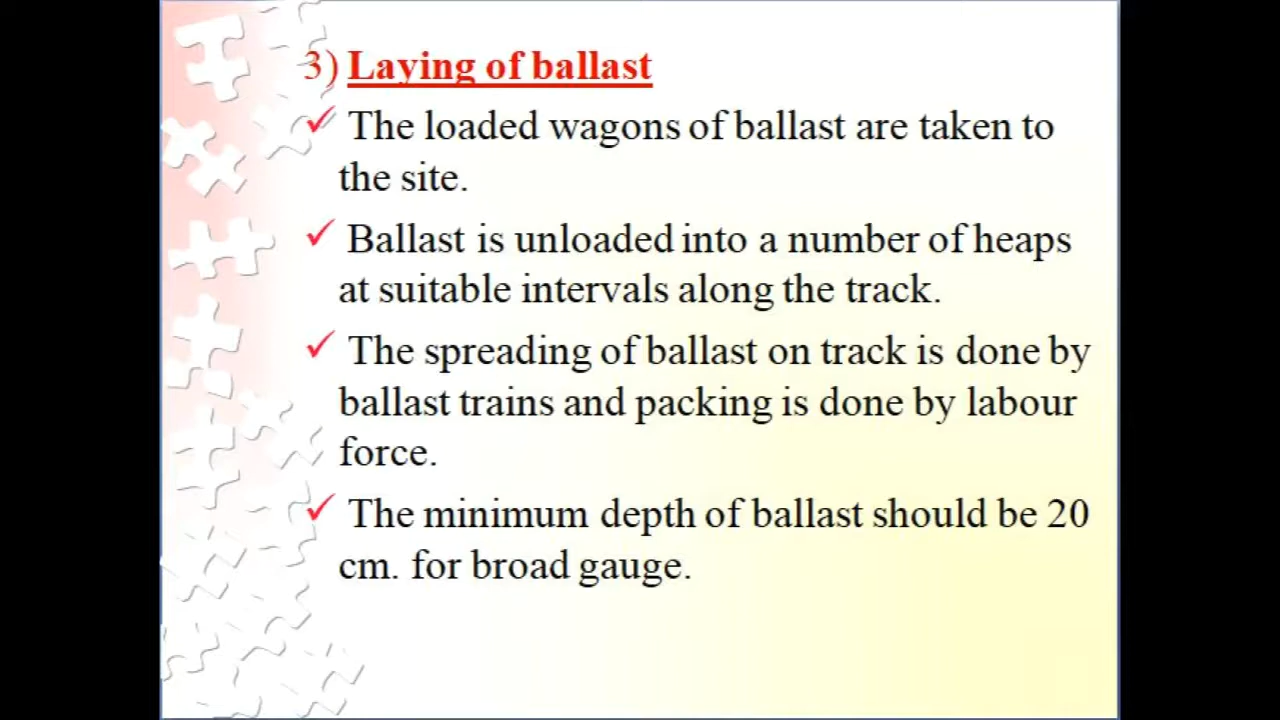 3) Laying of ballast
✓ The loaded wagons of ballast are taken to
the site.
✓ Ballast is unloaded into a number of heaps
at suitable intervals along the track.
✓ The spreading of ballast on track is done by
ballast trains and packing is done by labour
force.
✓ The minimum depth of ballast should be 20
cm. for broad gauge.